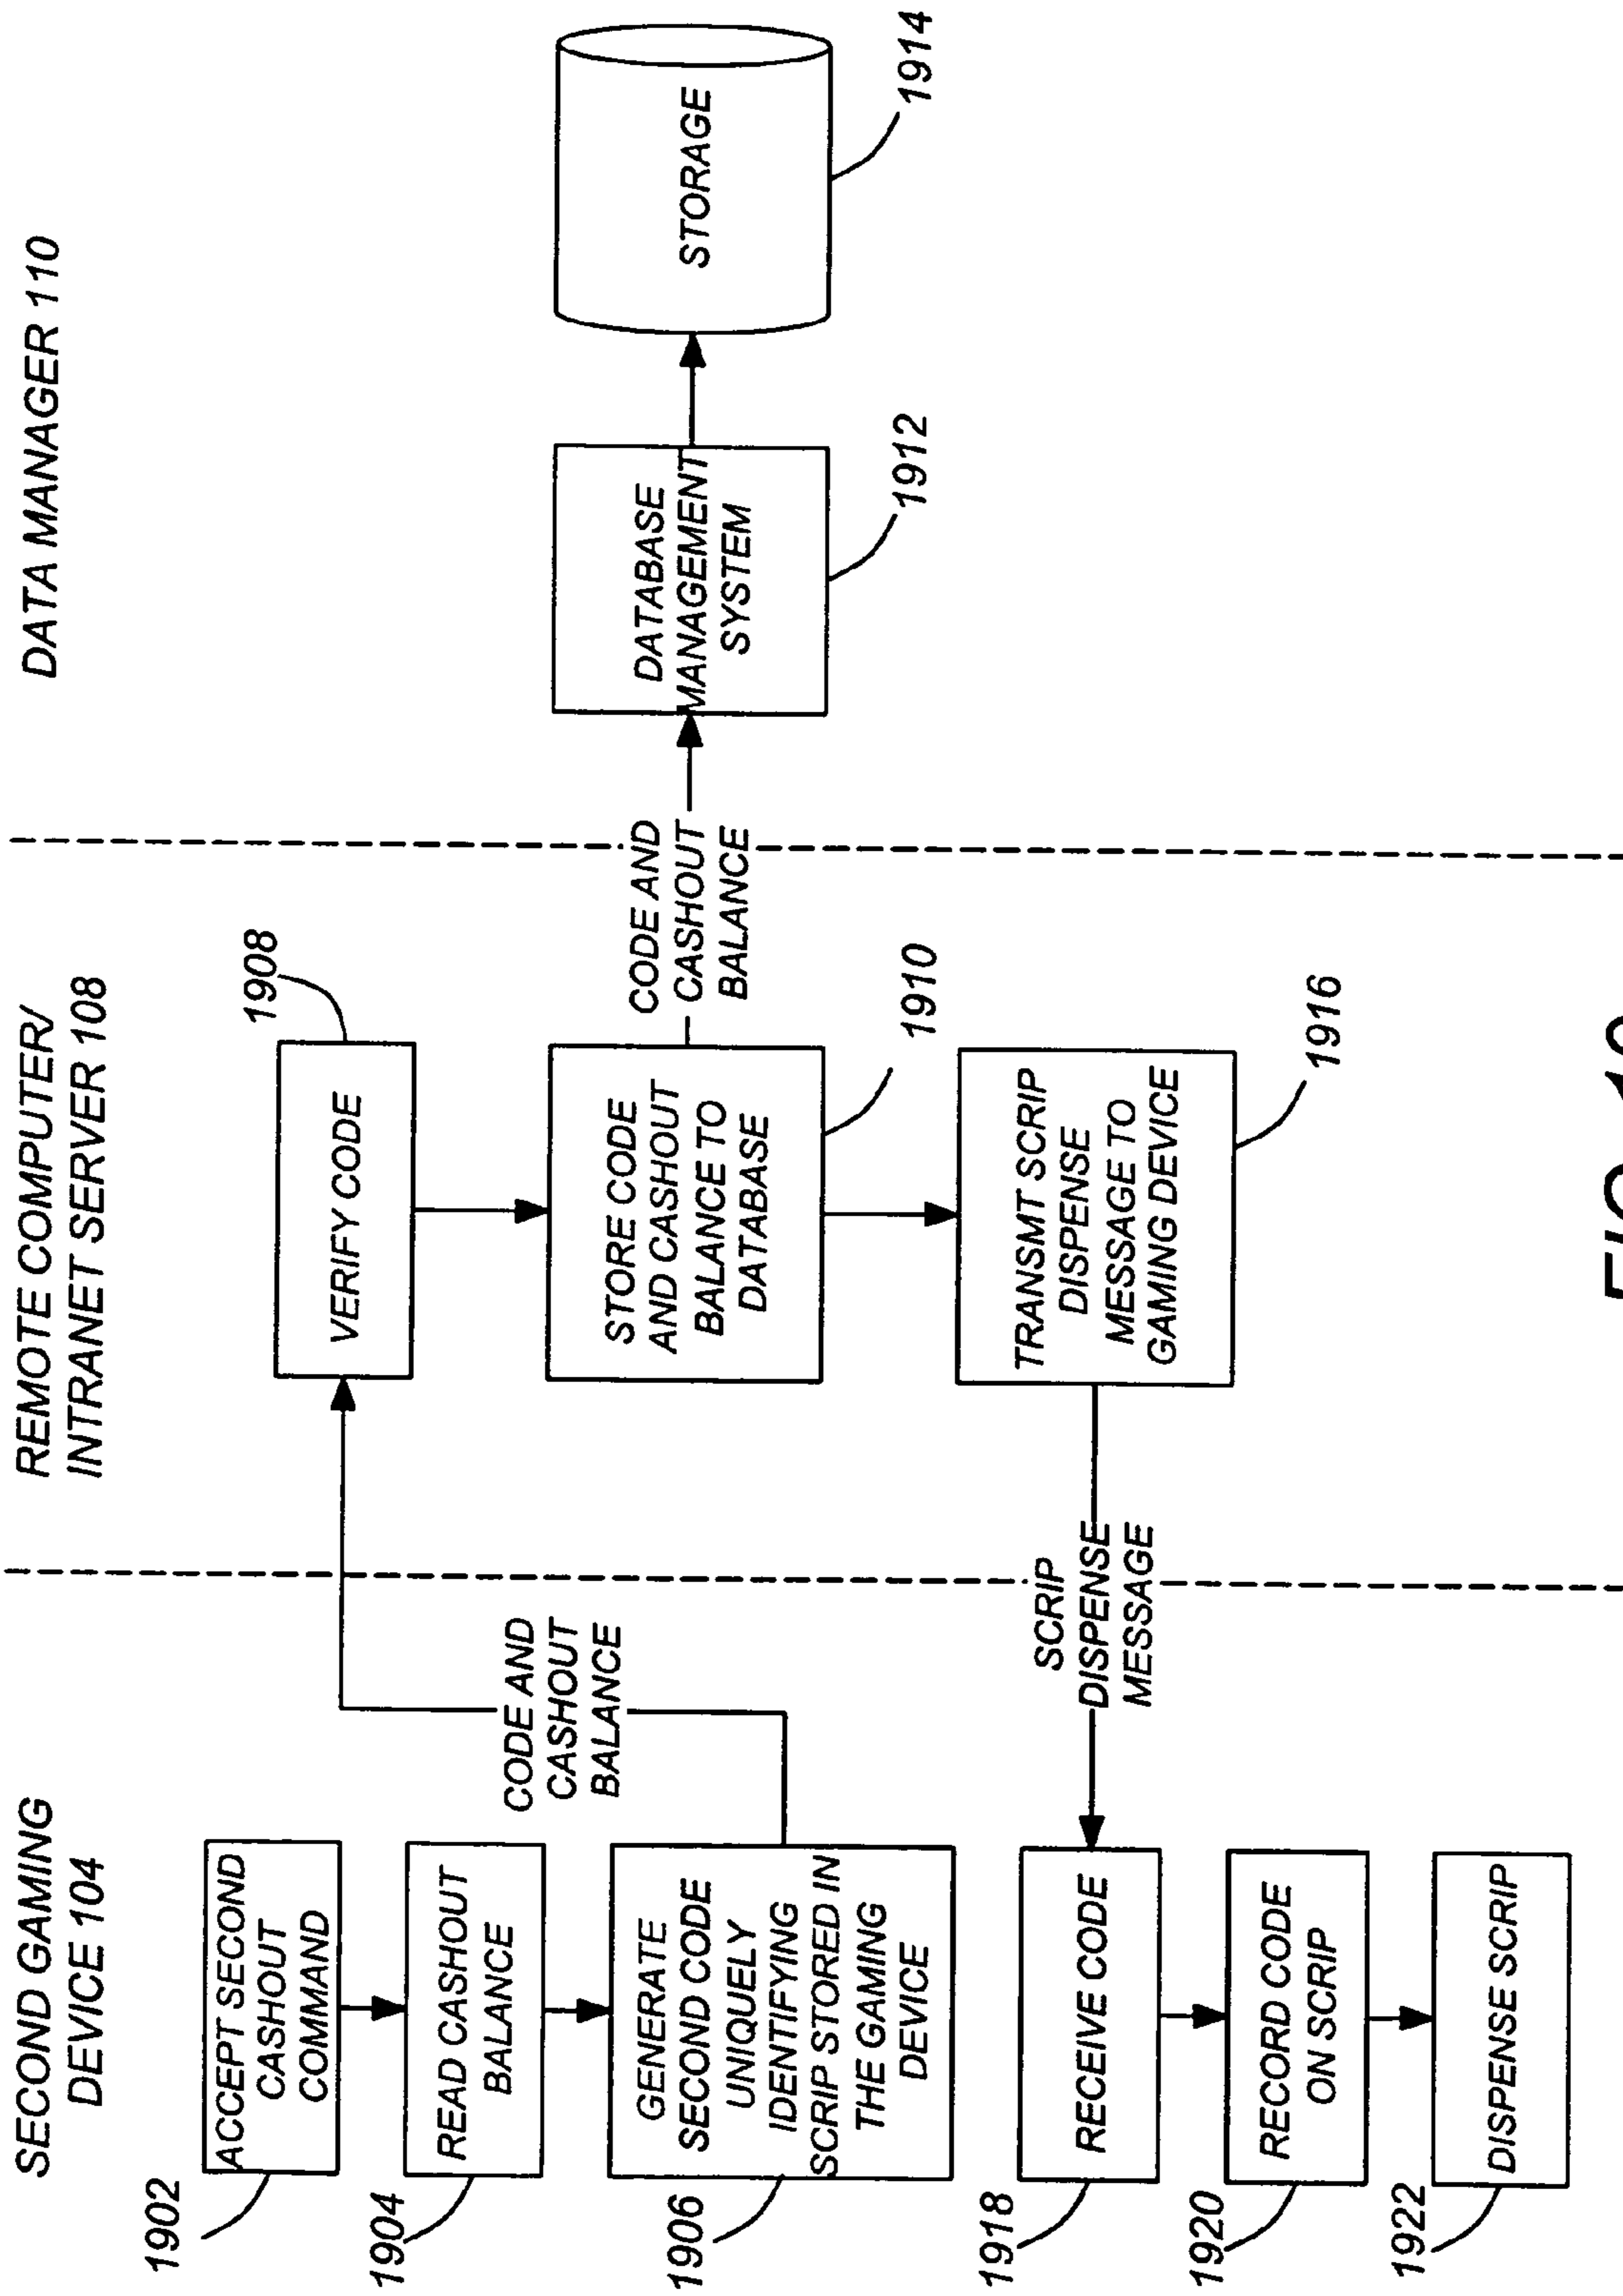 SECOND GAMING
DEVICE 104
REMOTE COMPUTER/
INTRANET SERVER 108
DATA MANAGER 110
1902
ACCEPT SECOND
CASHOUT
COMMAND
1904
READ CASHOUT
BALANCE
1906
GENERATE
SECOND CODE
UNIQUELY
IDENTIFYING
SCRIP STORED IN
THE GAMING
DEVICE
CODE AND
CASHOUT
BALANCE
1908
VERIFY CODE
STORE CODE
AND CASHOUT
BALANCE TO
DATABASE
1910
CODE AND
CASHOUT
BALANCE
DATABASE
MANAGEMENT
SYSTEM
1912
STORAGE
1914
TRANSMT SCRIP
DISPENSE
MESSAGE TO
GAMING DEVICE
1916
SCRIP
DISPENSE
MESSAGE
1918
RECEIVE CODE
1920
RECORD CODE
ON SCRIP
1922
DISPENSE SCRIP